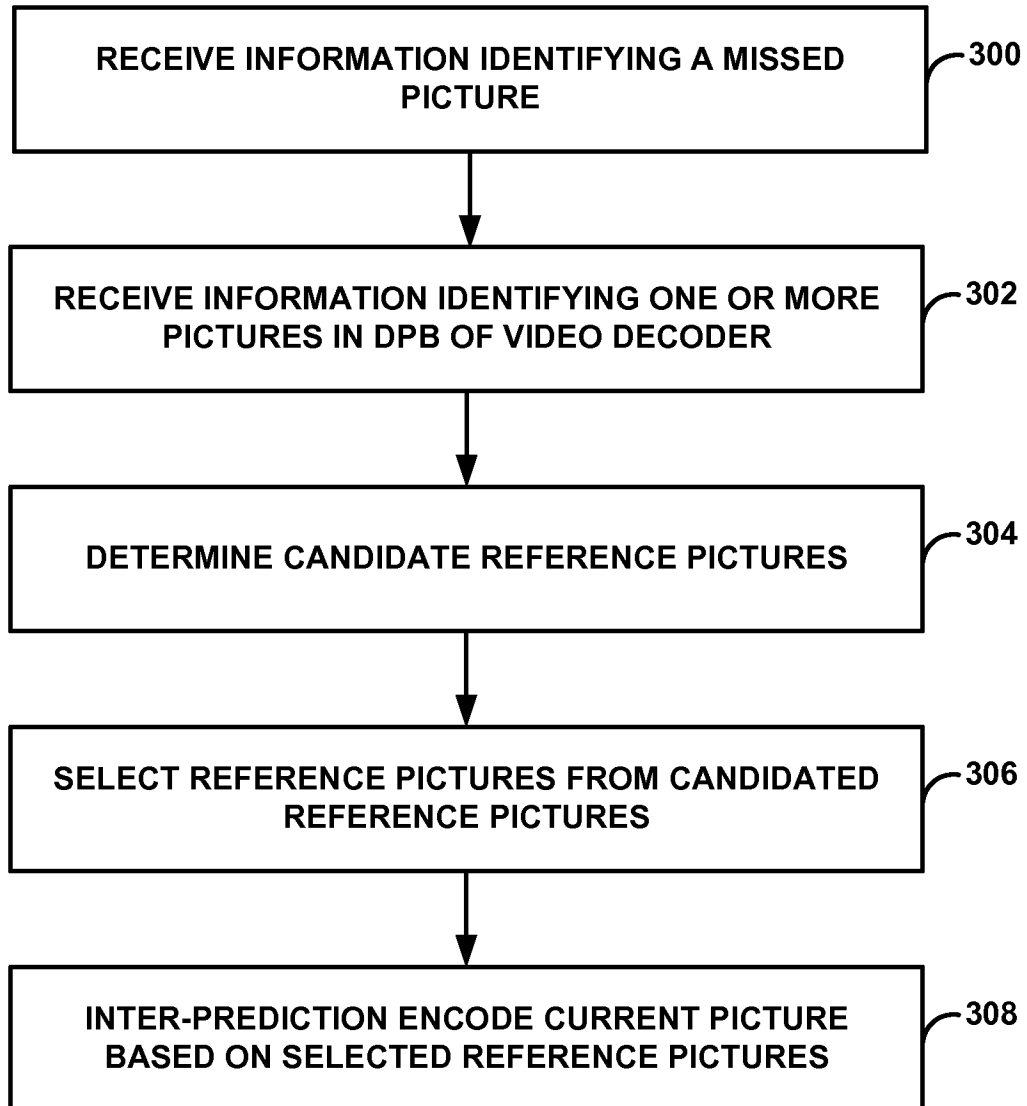 RECEIVE INFORMATION IDENTIFYING A MISSED
PICTURE
300
RECEIVE INFORMATION IDENTIFYING ONE OR MORE
PICTURES IN DPB OF VIDEO DECODER
302
DETERMINE CANDIDATE REFERENCE PICTURES
304
SELECT REFERENCE PICTURES FROM CANDIDATED
REFERENCE PICTURES
306
INTER-PREDICTION ENCODE CURRENT PICTURE
BASED ON SELECTED REFERENCE PICTURES
308